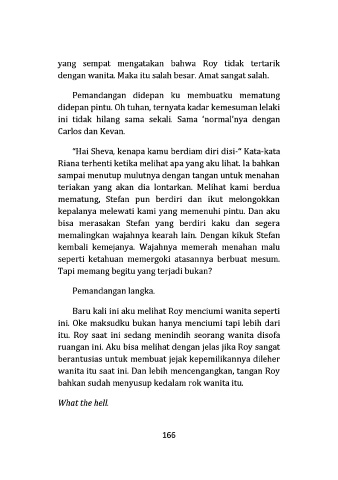 yang sempat mengatakan bahwa Roy tidak tertarik
dengan wanita. Maka itu salah besar. Amat sangat salah.
Pemandangan didepan ku membuatku mematung
didepan pintu. Oh tuhan, ternyata kadar kemesuman lelaki
ini tidak hilang sama sekali. Sama 'normal'nya dengan
Carlos dan Kevan.
"Hai Sheva, kenapa kamu berdiam diri disi-" Kata-kata
Riana terhenti ketika melihat apa yang aku lihat. Ia bahkan
sampai menutup mulutnya dengan tangan untuk menahan
teriakan yang akan dia lontarkan. Melihat kami berdua
mematung, Stefan pun berdiri dan ikut melongokkan
kepalanya melewati kami yang memenuhi pintu. Dan aku
bisa merasakan Stefan yang berdiri kaku dan segera
memalingkan wajahnya kearah lain. Dengan kikuk Stefan
kembali kemejanya. Wajahnya memerah menahan malu
seperti ketahuan memergoki atasannya berbuat mesum.
Tapi memang begitu yang terjadi bukan?
Pemandangan langka.
Baru kali ini aku melihat Roy menciumi wanita seperti
ini. Oke maksudku bukan hanya menciumi tapi lebih dari
itu. Roy saat ini sedang menindih seorang wanita disofa
ruangan ini. Aku bisa melihat dengan jelas jika Roy sangat
berantusias untuk membuat jejak kepemilikannya dileher
wanita itu saat ini. Dan lebih mencengangkan, tangan Roy
bahkan sudah menyusup kedalam rok wanita itu.
What the hell.
166